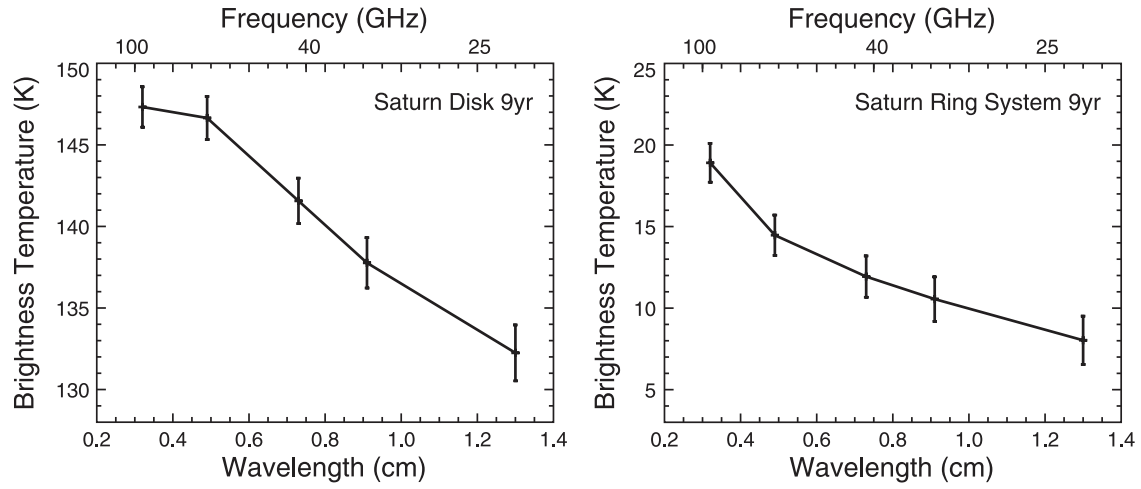 Frequency (GHz)
100 40 25
150
145
140
135
130
Brightness Temperature (K)
Saturn Disk 9yr
0.2 0.4 0.6 0.8 1.0 1.2 1.4
Wavelength (cm)
Frequency (GHz)
100 40 25
25
20
15
10
5
Brightness Temperature (K)
Saturn Ring System 9yr
0.2 0.4 0.6 0.8 1.0 1.2 1.4
Wavelength (cm)